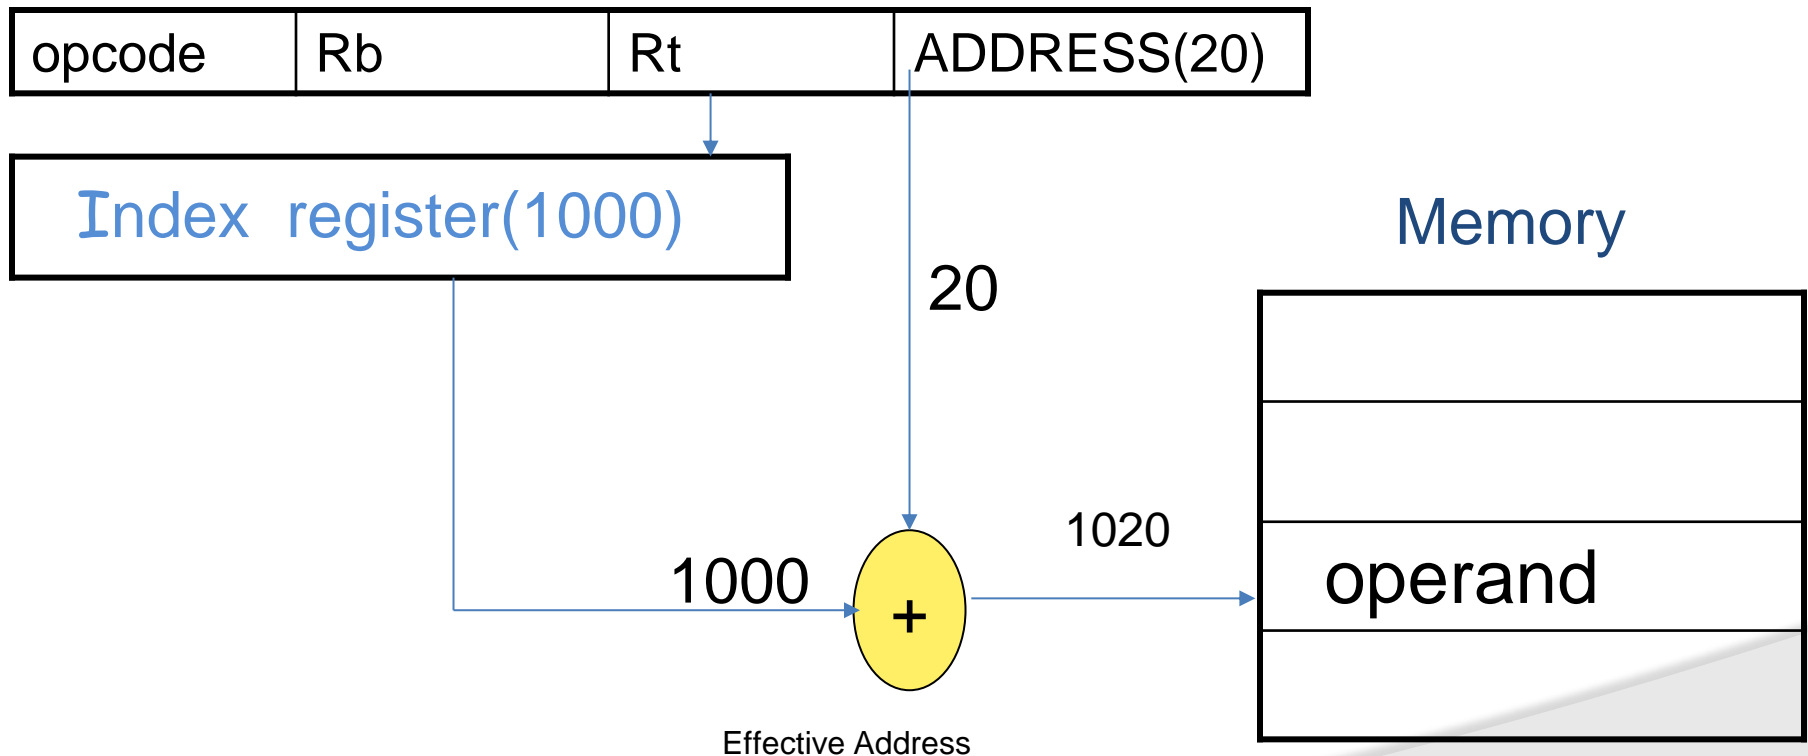 opcode Rb Rt ADDRESS(20)
Index register(1000)
Memory
20
1020
1000
+
operand
Effective Address